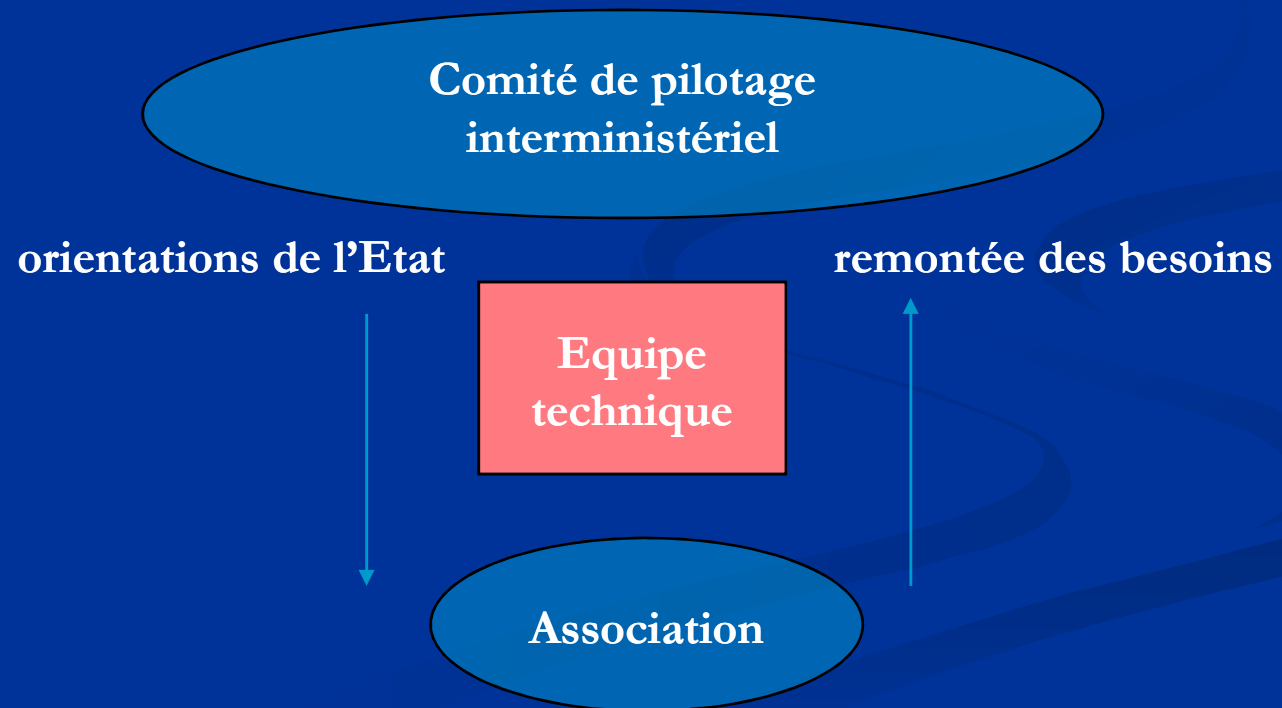 Comité de pilotage
interministériel
orientations de l’Etat
remontée des besoins
Equipe
technique
Association